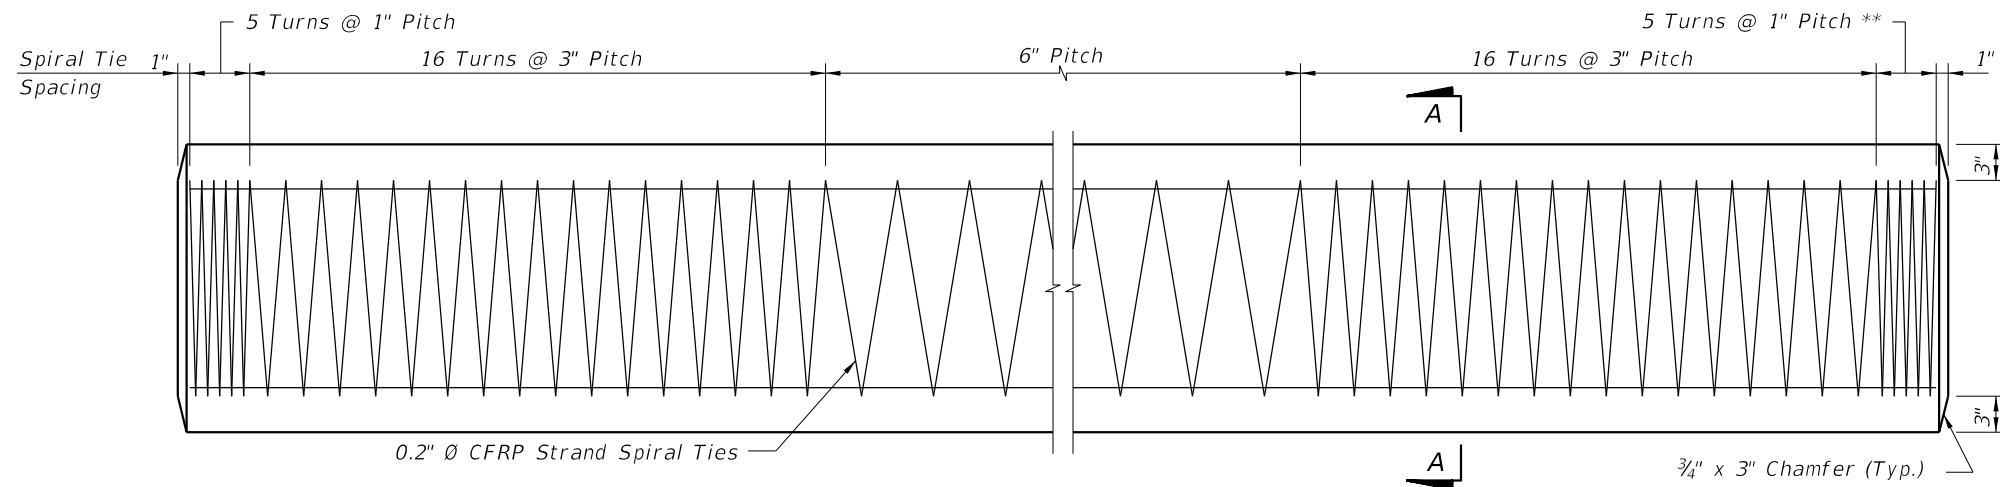 5 Turns @ 1" Pitch
5 Turns @ 1" Pitch **
Spiral Tie
Spacing
1"
16 Turns @ 3" Pitch
6" Pitch
16 Turns @ 3" Pitch
1"
A
3"
3"
0.2" Ø CFRP Strand Spiral Ties
A
¾" x 3" Chamfer (Typ.)